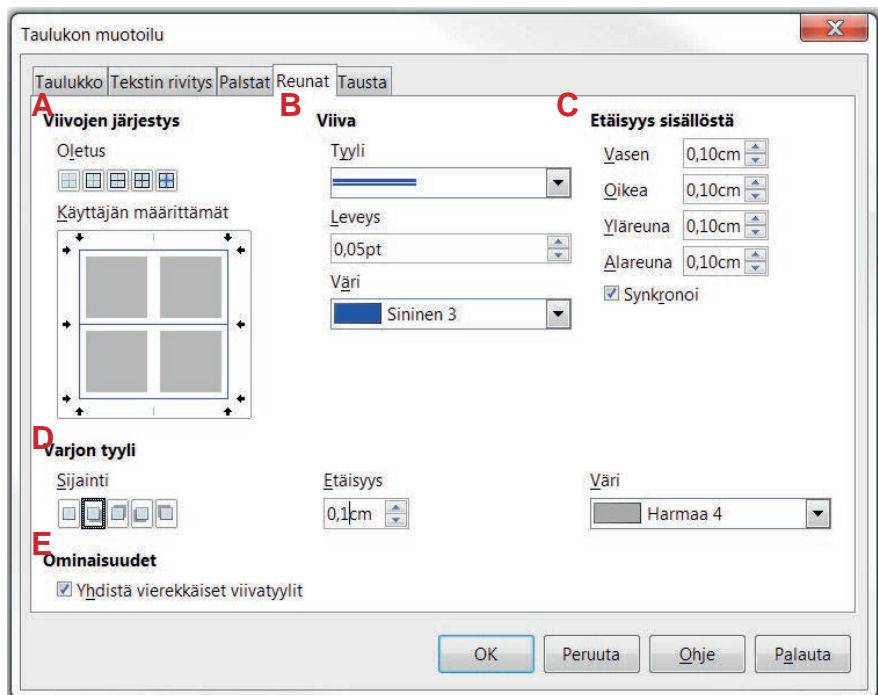 Taulukon muotoilu
Taulukko Tekstin rivitys Palstat Reunat Tausta
A B C
Viivojen järjestys Viiva Etäisyys sisällöstä
Oletus Tyyli Vasen 0,10cm
Oikea 0,10cm
Käyttäjän määrittämät Leveys Yläreuna 0,10cm
0,05pt Alareuna 0,10cm
Väri Synkronoi
Sininen 3
D
Varjon tyyli
Sijainti Etäisyys Väri
0,1cm Harmaa 4
E
Ominaisuudet
Yhdistä vierekkäiset viivatyylit
OK Peruuta Ohje Palauta